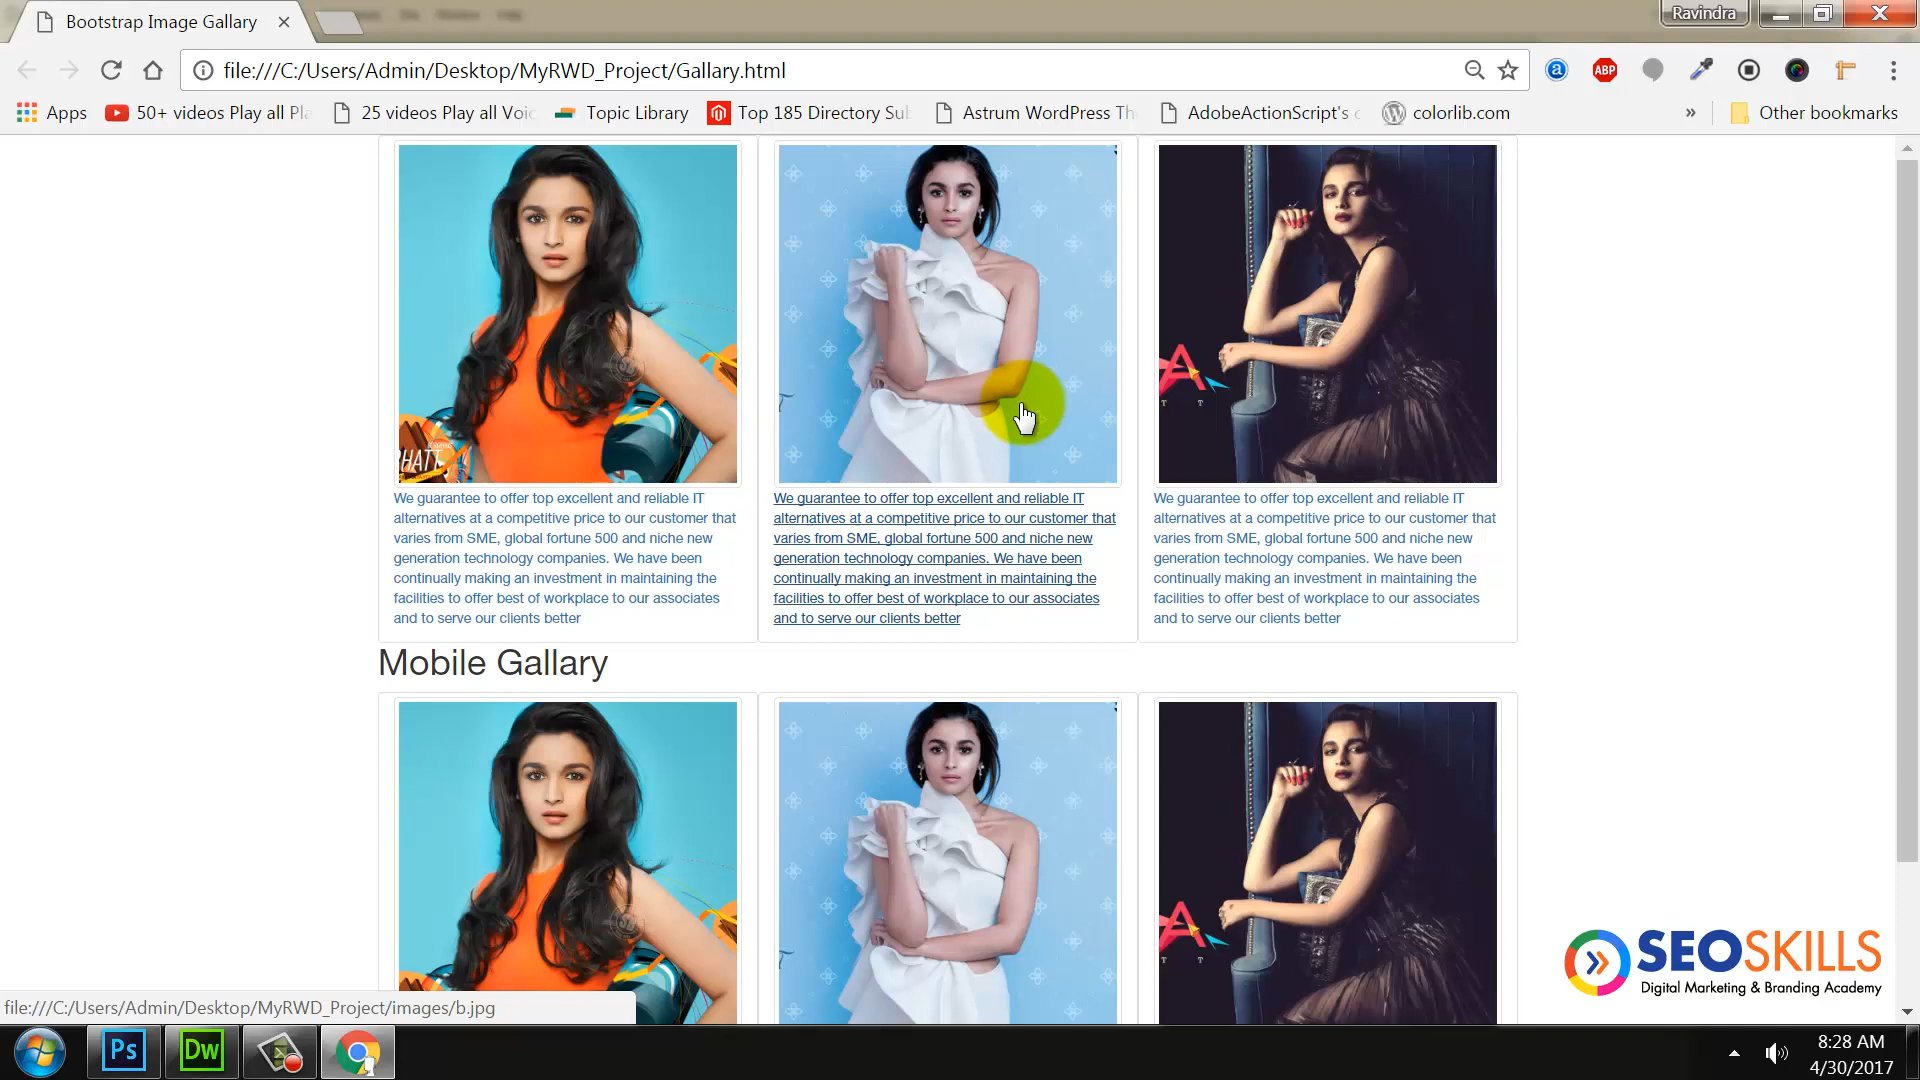 Bootstrap Image Gallary
Ravindra
file:///C:/Users/Admin/Desktop/MyRWD_Project/Gallary.html
ABP
Apps
50+ videos Play all Pla
25 videos Play all Voic
Topic Library
Top 185 Directory Sub
Astrum WordPress Th
AdobeActionScript's c
colorlib.com
»
Other bookmarks
HATT
We guarantee to offer top excellent and reliable IT
alternatives at a competitive price to our customer that
varies from SME, global fortune 500 and niche new
generation technology companies. We have been
continually making an investment in maintaining the
facilities to offer best of workplace to our associates
and to serve our clients better
T
We guarantee to offer top excellent and reliable IT
alternatives at a competitive price to our customer that
varies from SME, global fortune 500 and niche new
generation technology companies. We have been
continually making an investment in maintaining the
facilities to offer best of workplace to our associates
and to serve our clients better
A
T T
We guarantee to offer top excellent and reliable IT
alternatives at a competitive price to our customer that
varies from SME, global fortune 500 and niche new
generation technology companies. We have been
continually making an investment in maintaining the
facilities to offer best of workplace to our associates
and to serve our clients better
Mobile Gallary
T
A
T T
SEOSKILLS
Digital Marketing & Branding Academy
file:///C:/Users/Admin/Desktop/MyRWD_Project/images/b.jpg
Ps
Dw
8:28 AM
4/30/2017